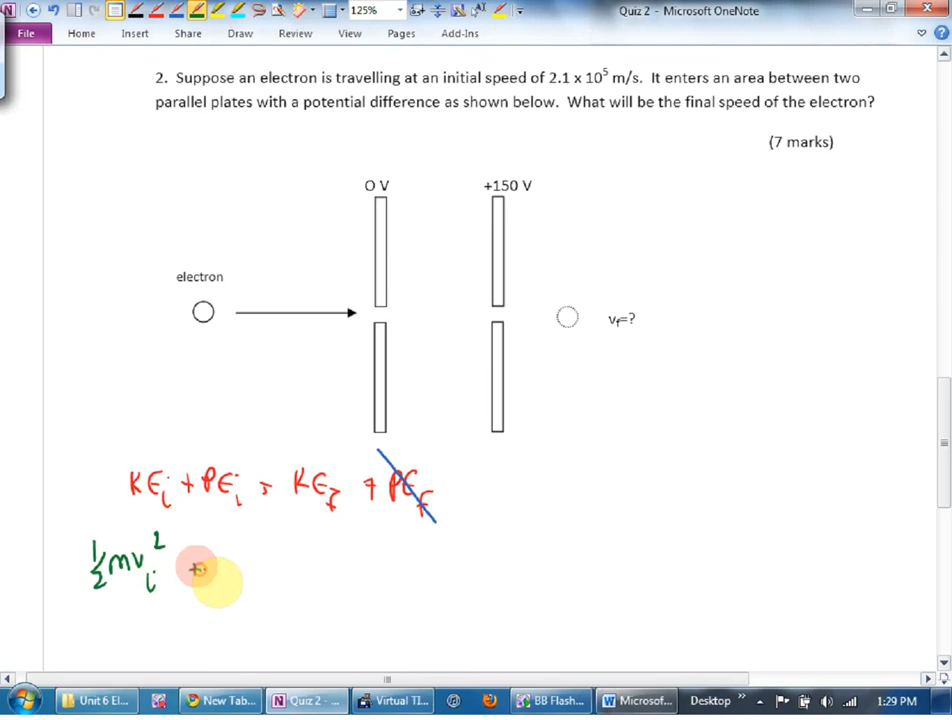 125%
Quiz 2 - Microsoft OneNote
File Home Insert Share Draw Review View Pages Add-Ins
2. Suppose an electron is travelling at an initial speed of 2.1 x 10⁵ m/s. It enters an area between two
parallel plates with a potential difference as shown below. What will be the final speed of the electron?
(7 marks)
O V +150 V
electron
vf=?
KEi + PEi = KEf + PEf
½mvi² +
Unit 6 El... New Tab... Quiz 2 - ... Virtual TI... BB Flash... Microsof... Desktop » 1:29 PM